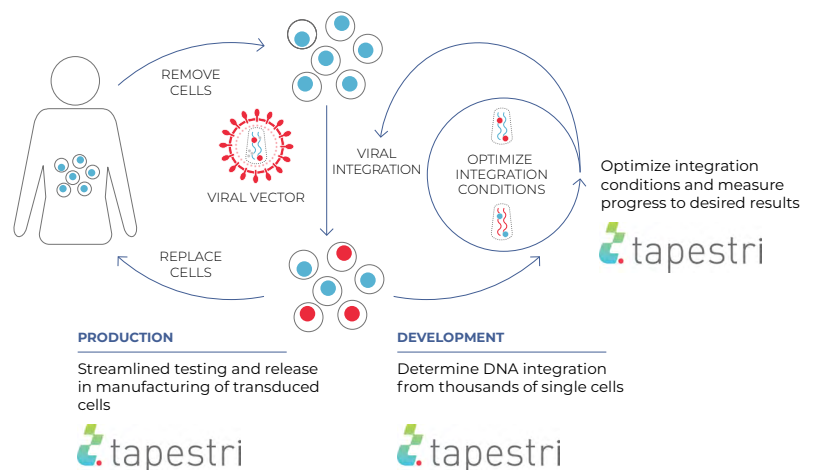 REMOVE
CELLS
VIRAL VECTOR
VIRAL
INTEGRATION
OPTIMIZE
INTEGRATION
CONDITIONS
Optimize integration
conditions and measure
progress to desired results
tapestri
REPLACE
CELLS
PRODUCTION
Streamlined testing and release
in manufacturing of transduced
cells
tapestri
DEVELOPMENT
Determine DNA integration
from thousands of single cells
tapestri